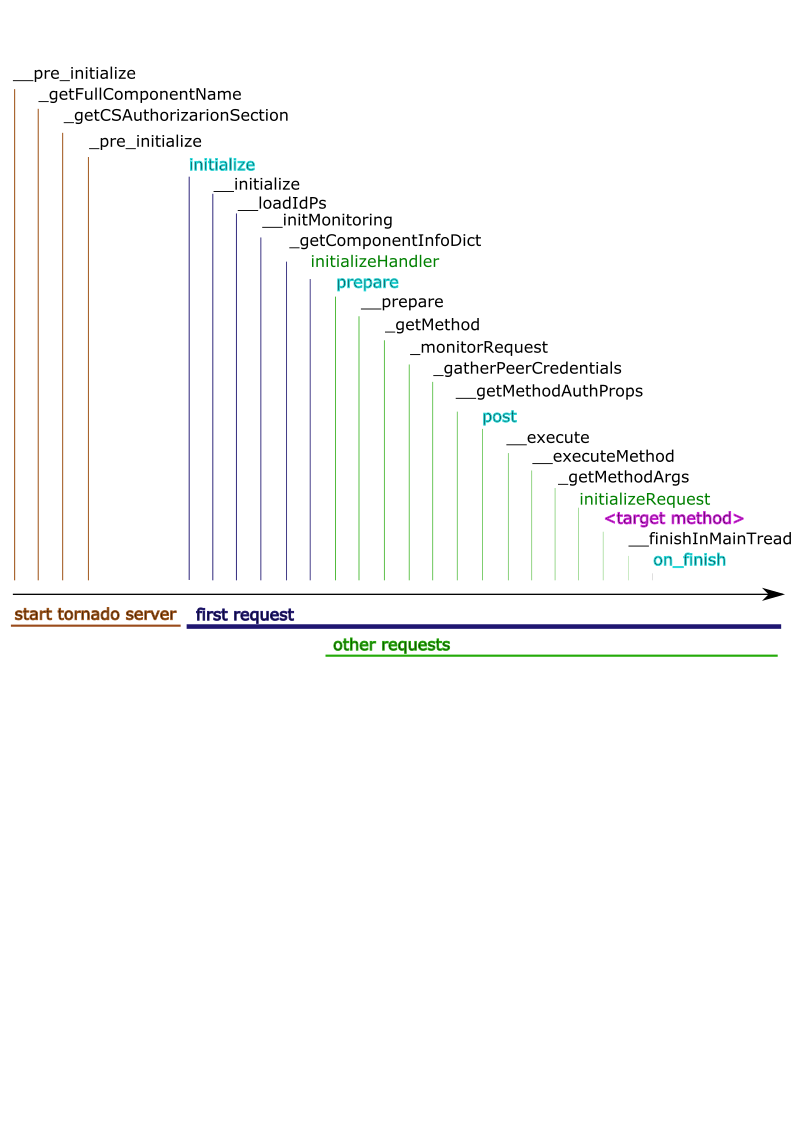 __pre_initialize
_getFullComponentName
_getCSAuthorizarionSection
_pre_initialize
initialize
__initialize
__loadIdPs
__initMonitoring
_getComponentInfoDict
initializeHandler
prepare
__prepare
_getMethod
_monitorRequest
_gatherPeerCredentials
__getMethodAuthProps
post
__execute
__executeMethod
_getMethodArgs
initializeRequest
<target method>
__finishInMainTread
on_finish
start tornado server
first request
other requests